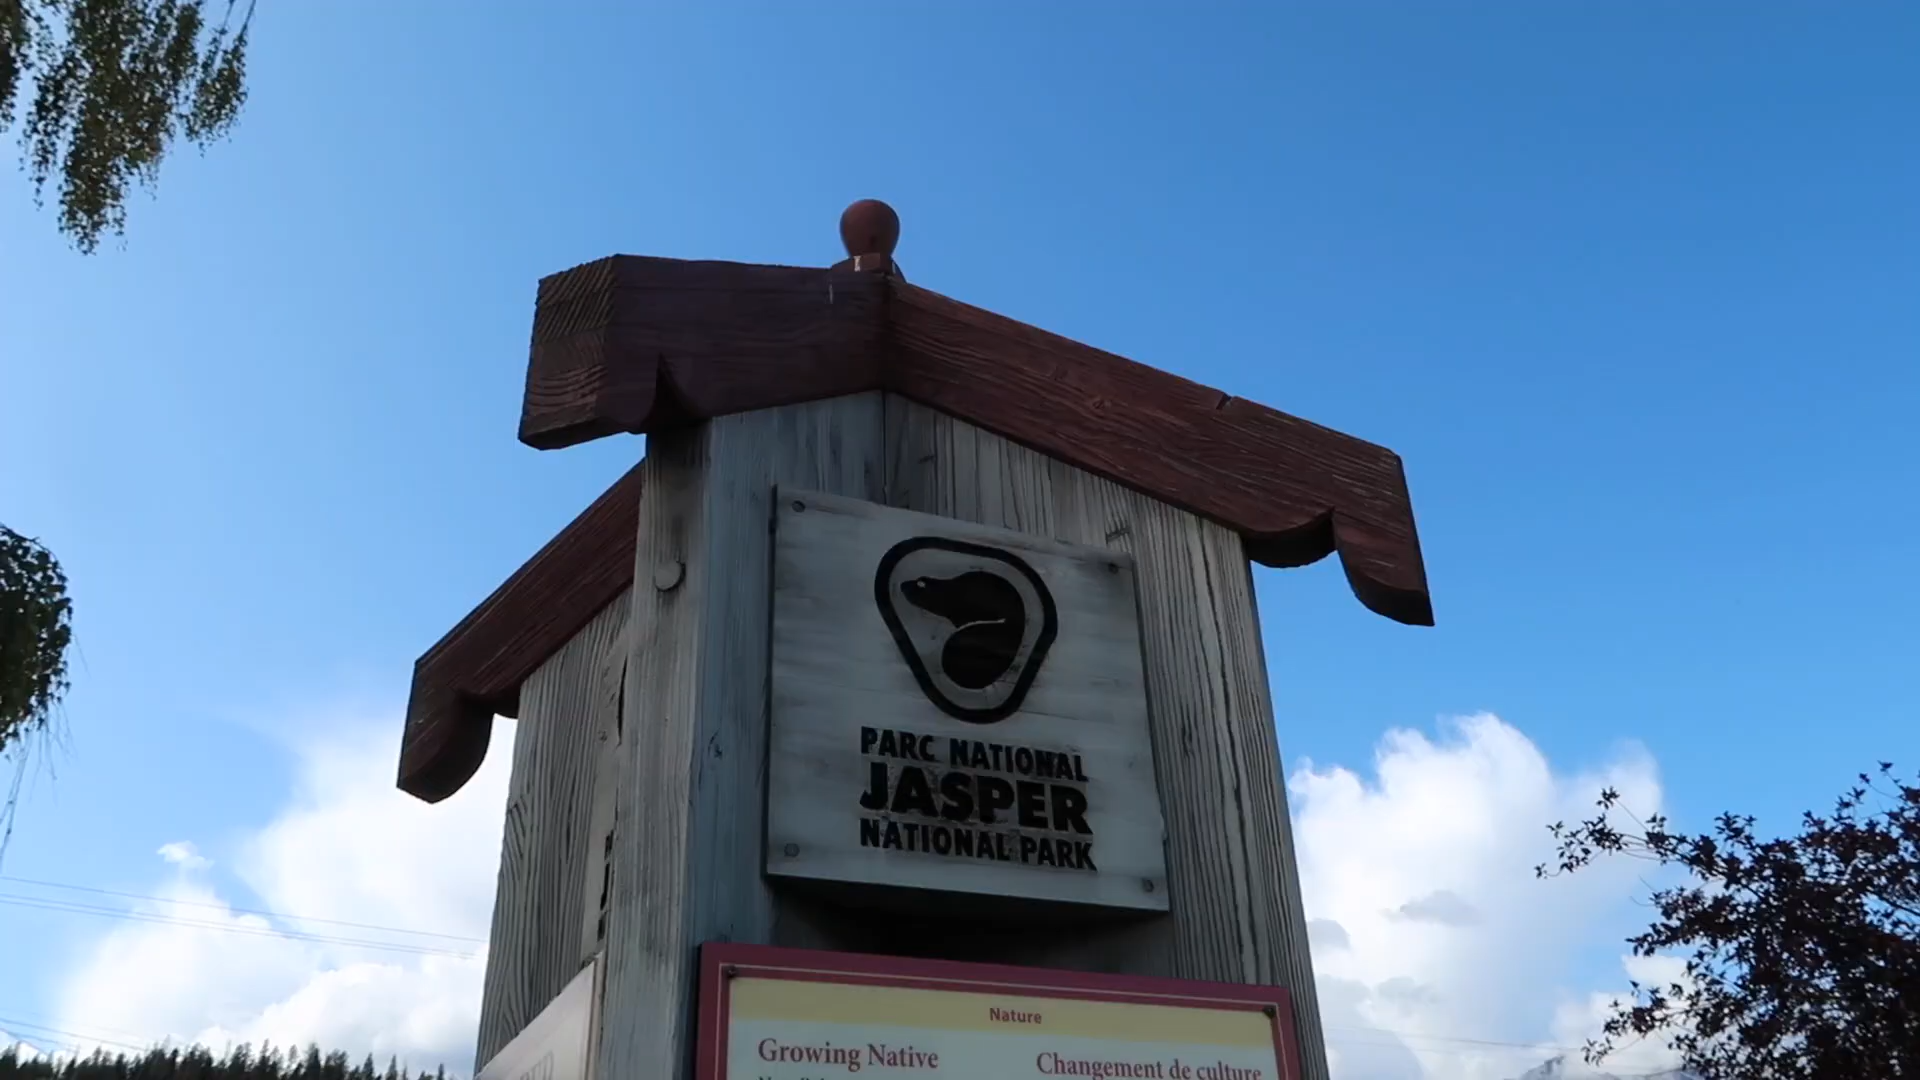 PARC NATIONAL
JASPER
NATIONAL PARK
Nature
Growing Native
Changement de culture